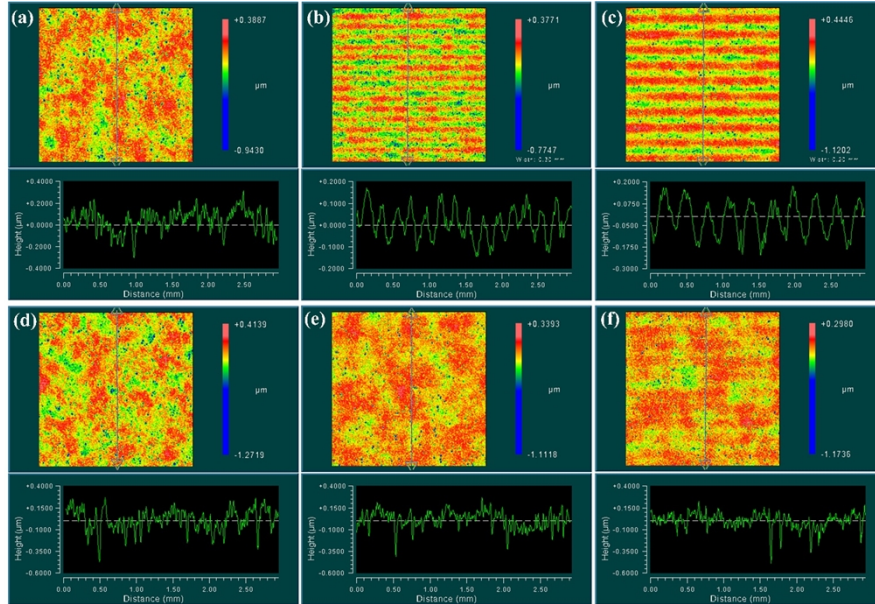 (a)
+0.3887
µm
-0.9430
+0.4000
+0.2000
+0.0000
-0.2000
-0.4000
Height (µm)
0.00 0.50 1.00 1.50 2.00 2.50
Distance (mm)
(b)
+0.3771
µm
-0.7747
+0.2000
+0.1000
+0.0000
-0.1000
-0.2000
Height (µm)
0.00 0.50 1.00 1.50 2.00 2.50
Distance (mm)
(c)
+0.4446
µm
-1.1202
+0.2000
+0.0750
-0.0500
-0.1750
-0.3000
Height (µm)
0.00 0.50 1.00 1.50 2.00 2.50
Distance (mm)
(d)
+0.4139
µm
-1.2719
+0.4000
+0.1500
-0.1000
-0.3500
-0.6000
Height (µm)
0.00 0.50 1.00 1.50 2.00 2.50
Distance (mm)
(e)
+0.3393
µm
-1.1118
+0.4000
+0.1500
-0.1000
-0.3500
-0.6000
Height (µm)
0.00 0.50 1.00 1.50 2.00 2.50
Distance (mm)
(f)
+0.2980
µm
-1.1736
+0.4000
+0.1500
-0.1000
-0.3500
-0.6000
Height (µm)
0.00 0.50 1.00 1.50 2.00 2.50
Distance (mm)